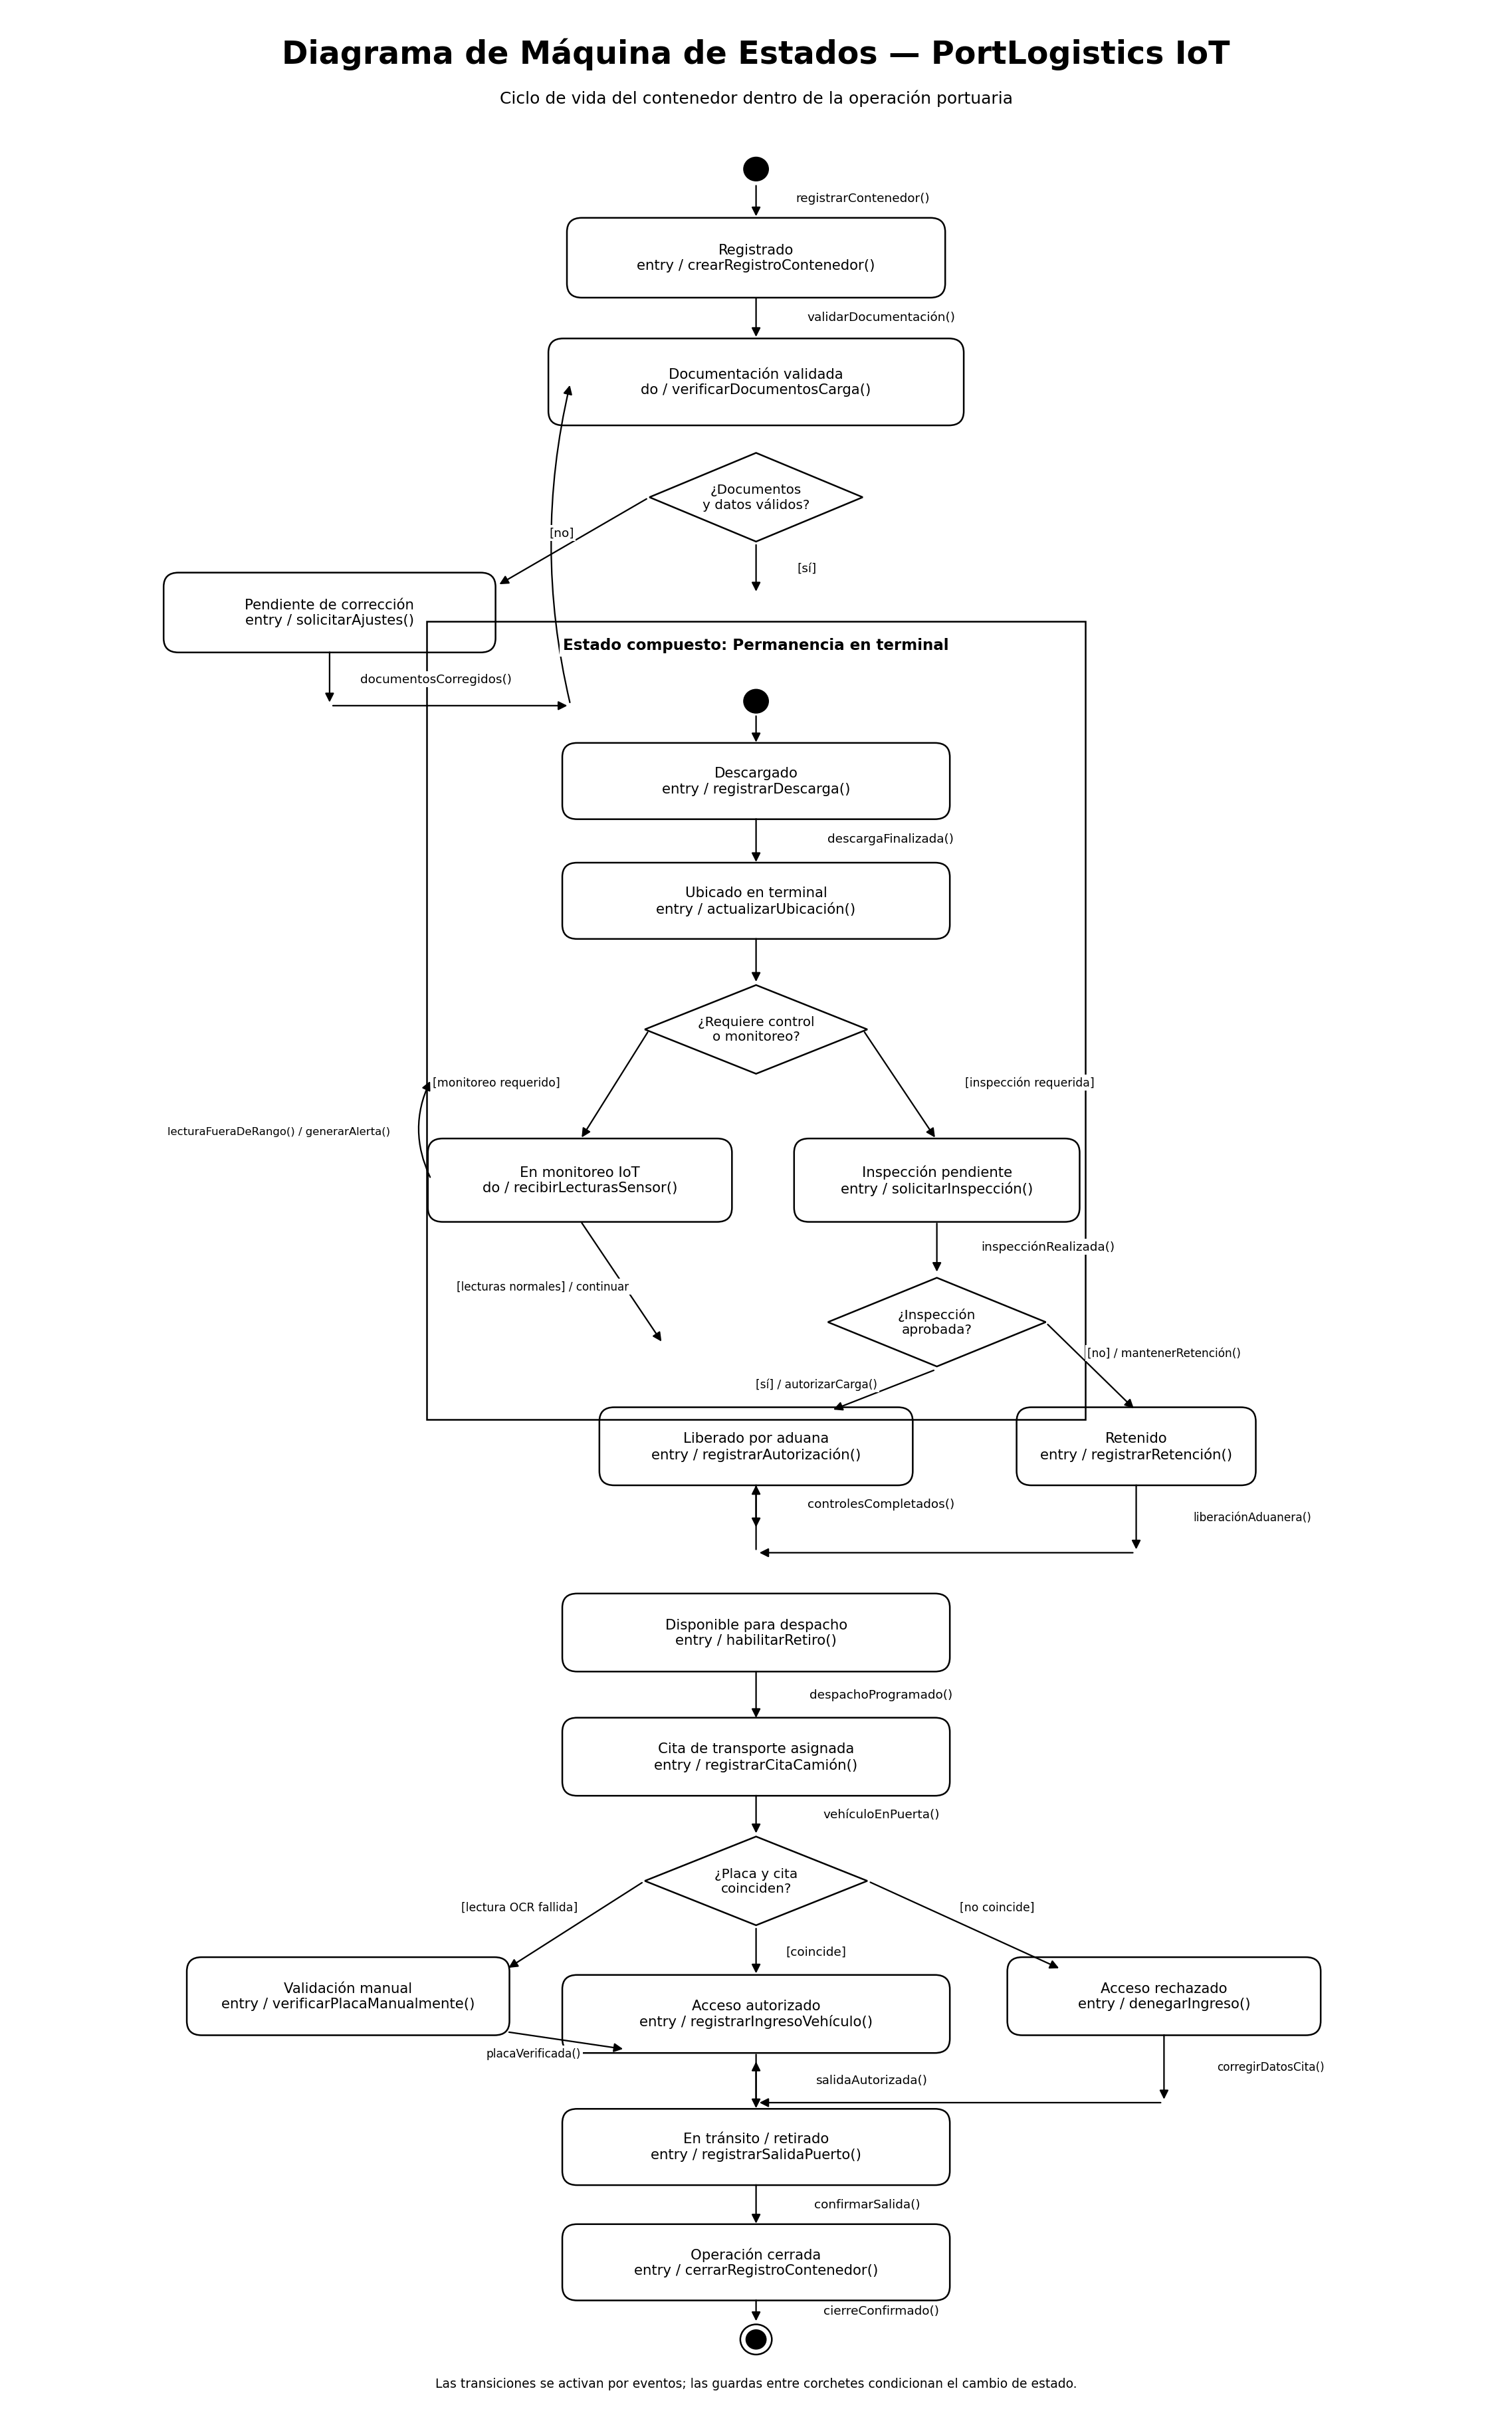 Diagrama de Máquina de Estados — PortLogistics IoT
Ciclo de vida del contenedor dentro de la operación portuaria
registrarContenedor()
Registrado
entry / crearRegistroContenedor()
validarDocumentación()
Documentación validada
do / verificarDocumentosCarga()
¿Documentos
y datos válidos?
[no]
[sí]
Pendiente de corrección
entry / solicitarAjustes()
Estado compuesto: Permanencia en terminal
documentosCorregidos()
Descargado
entry / registrarDescarga()
descargaFinalizada()
Ubicado en terminal
entry / actualizarUbicación()
¿Requiere control
o monitoreo?
[monitoreo requerido]
[inspección requerida]
lecturaFueraDeRango() / generarAlerta()
En monitoreo IoT
do / recibirLecturasSensor()
Inspección pendiente
entry / solicitarInspección()
inspecciónRealizada()
[lecturas normales] / continuar
¿Inspección
aprobada?
[no] / mantenerRetención()
[sí] / autorizarCarga()
Liberado por aduana
entry / registrarAutorización()
Retenido
entry / registrarRetención()
controlesCompletados()
liberaciónAduanera()
Disponible para despacho
entry / habilitarRetiro()
despachoProgramado()
Cita de transporte asignada
entry / registrarCitaCamión()
vehículoEnPuerta()
¿Placa y cita
coinciden?
[lectura OCR fallida]
[no coincide]
[coincide]
Validación manual
entry / verificarPlacaManualmente()
Acceso autorizado
entry / registrarIngresoVehículo()
Acceso rechazado
entry / denegarIngreso()
placaVerificada()
salidaAutorizada()
corregirDatosCita()
En tránsito / retirado
entry / registrarSalidaPuerto()
confirmarSalida()
Operación cerrada
entry / cerrarRegistroContenedor()
cierreConfirmado()
Las transiciones se activan por eventos; las guardas entre corchetes condicionan el cambio de estado.